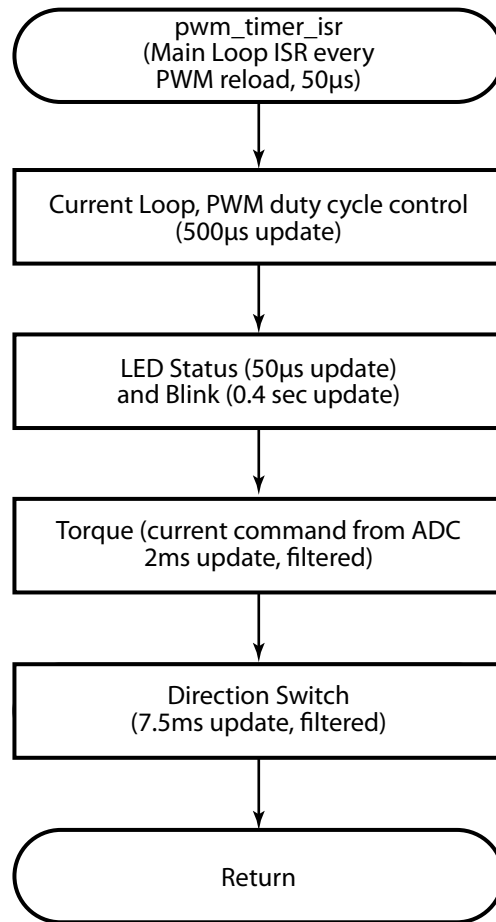 pwm_timer_isr
(Main Loop ISR every
PWM reload, 50µs)
Current Loop, PWM duty cycle control
(500µs update)
LED Status (50µs update)
and Blink (0.4 sec update)
Torque (current command from ADC
2ms update, filtered)
Direction Switch
(7.5ms update, filtered)
Return